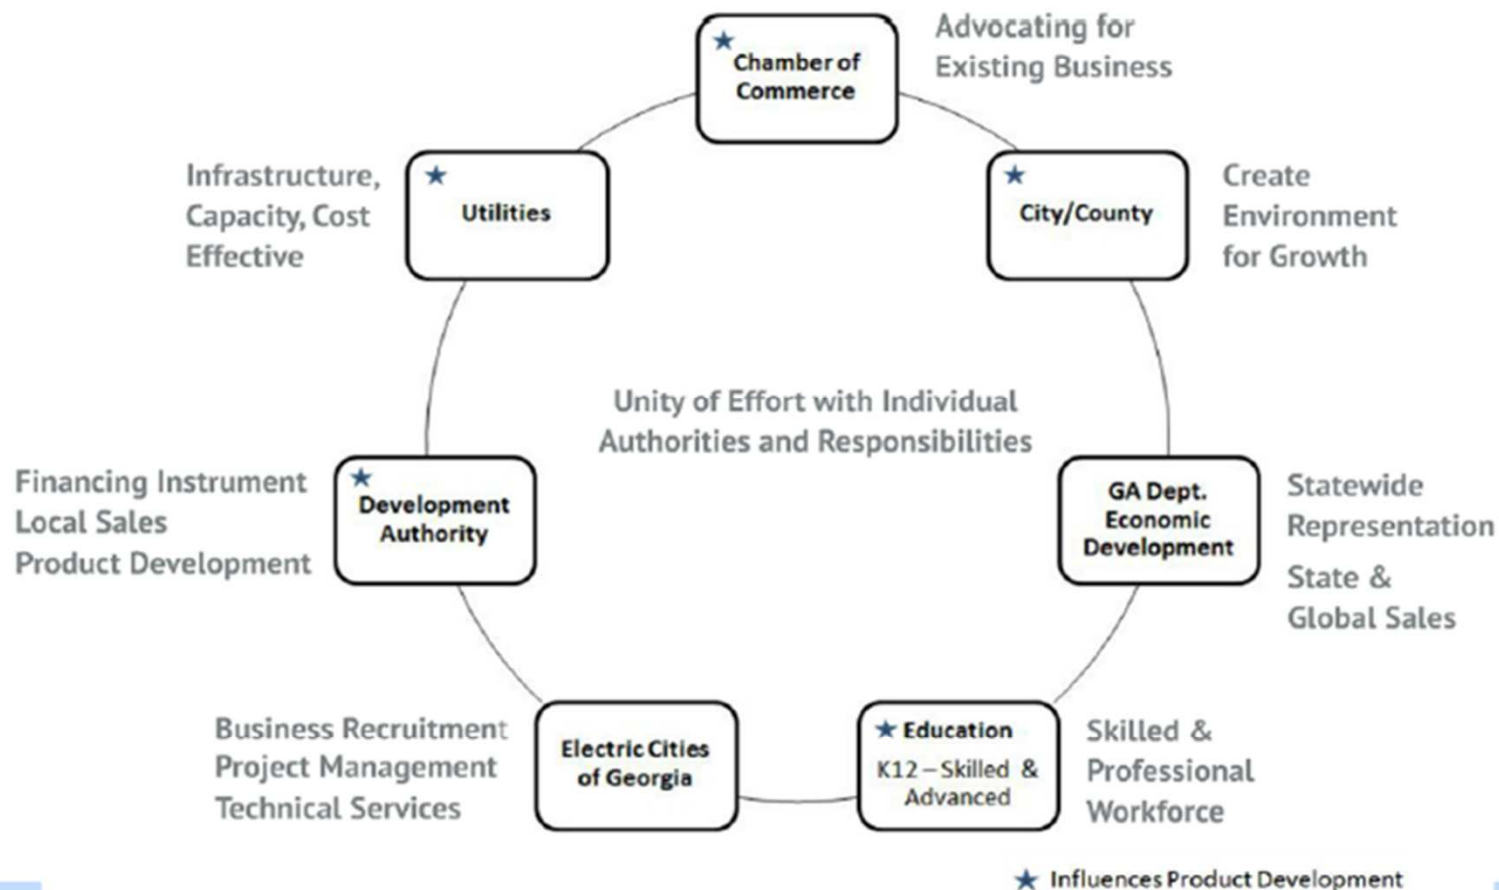 Chamber of
Commerce
Advocating for
Existing Business
Infrastructure,
Capacity, Cost
Effective
Utilities
City/County
Create
Environment
for Growth
Unity of Effort with Individual
Authorities and Responsibilities
Financing Instrument
Local Sales
Product Development
Development
Authority
GA Dept.
Economic
Development
Statewide
Representation
State &
Global Sales
Business Recruitment
Project Management
Technical Services
Electric Cities
of Georgia
Education
K12 – Skilled &
Advanced
Skilled &
Professional
Workforce
Influences Product Development